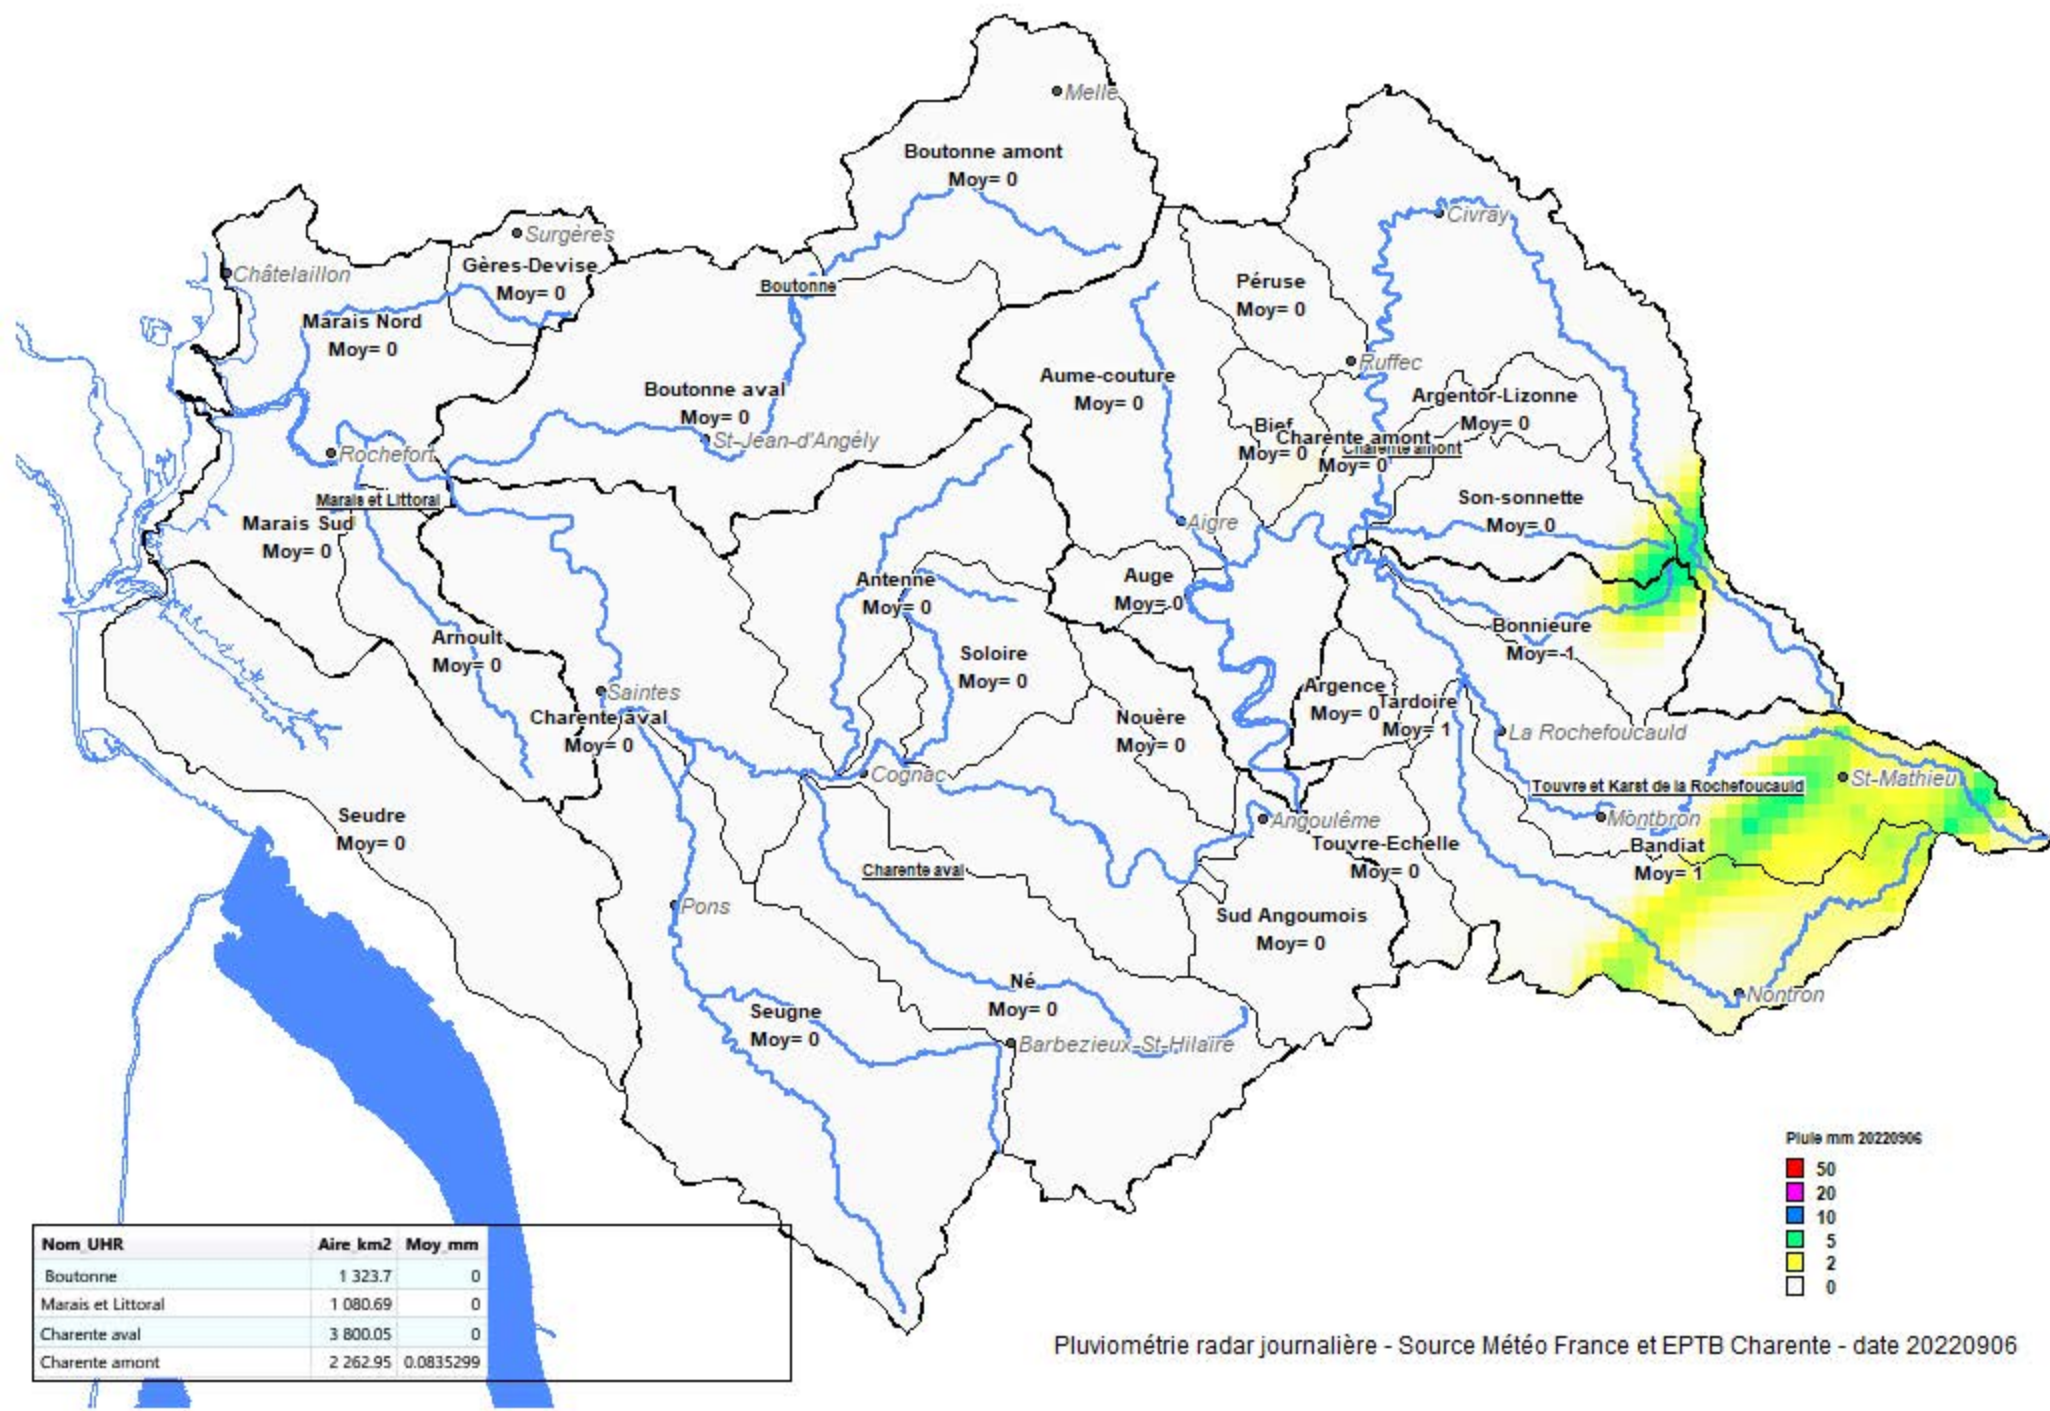 Melle
Boutonne amont
Moy= 0
Civray
Surgères
Châtelaillon
Gères-Devise
Moy= 0
Boutonne
Péruse
Moy= 0
Marais Nord
Moy= 0
Ruffec
Aume-couture
Moy= 0
Boutonne aval
Moy= 0
Argentor-Lizonne
Moy= 0
St-Jean-d'Angély
Bief
Moy= 0
Charente amont
Charente amont
Moy= 0
Rochefort
Marais et Littoral
Son-sonnette
Moy= 0
Marais Sud
Moy= 0
Aigre
Antenne
Moy= 0
Auge
Moy= 0
Bonnieure
Moy= 1
Arnoult
Moy= 0
Soloire
Moy= 0
Saintes
Argence
Moy= 0
Tardoire
Moy= 1
Charente aval
Moy= 0
Nouère
Moy= 0
La Rochefoucauld
Cognac
St-Mathieu
Touvre et Karst de la Rochefoucauld
Seudre
Moy= 0
Angoulême
Montbron
Touvre-Echelle
Moy= 0
Bandiat
Moy= 1
Charente aval
Pons
Sud Angoumois
Moy= 0
Né
Moy= 0
Nontron
Seugne
Moy= 0
Barbezieux-St-Hilaire
Pluie mm 20220906
50
20
10
5
2
0
Nom_UHR Aire_km2 Moy_mm
Boutonne 1 323.7 0
Marais et Littoral 1 080.69 0
Charente aval 3 800.05 0
Charente amont 2 262.95 0.0835299
Pluviométrie radar journalière - Source Météo France et EPTB Charente - date 20220906